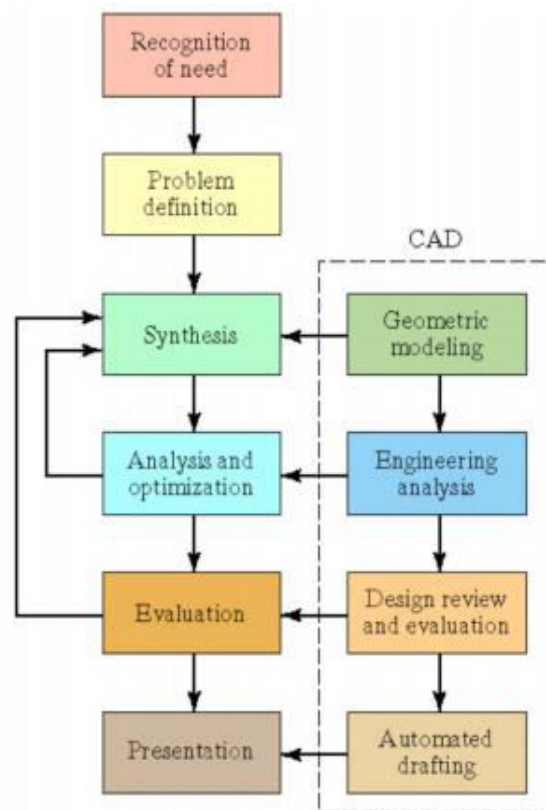 Recognition
of need
Problem
definition
CAD
Synthesis
Geometric
modeling
Analysis and
optimization
Engineering
analysis
Evaluation
Design review
and evaluation
Presentation
Automated
drafting